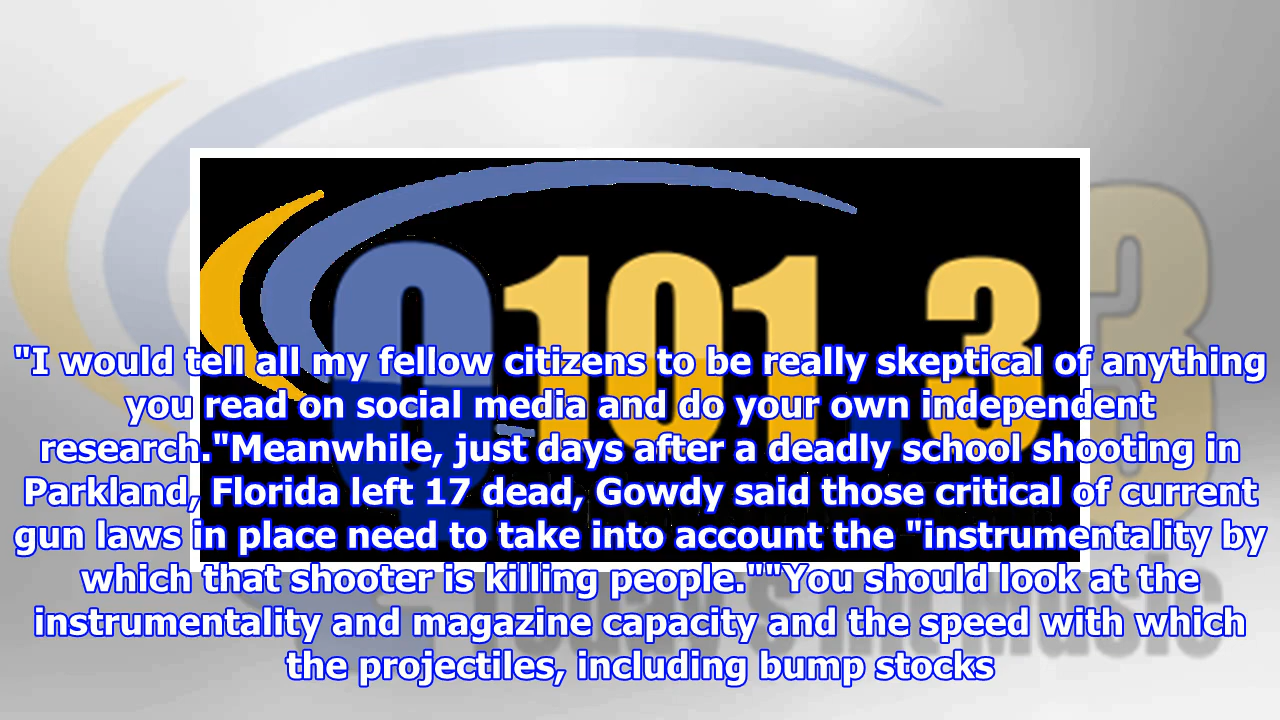 Q101.3
"I would tell all my fellow citizens to be really skeptical of anything
you read on social media and do your own independent
research."Meanwhile, just days after a deadly school shooting in
Parkland, Florida left 17 dead, Gowdy said those critical of current
gun laws in place need to take into account the "instrumentality by
which that shooter is killing people.""You should look at the
instrumentality and magazine capacity and the speed with which
the projectiles, including bump stocks